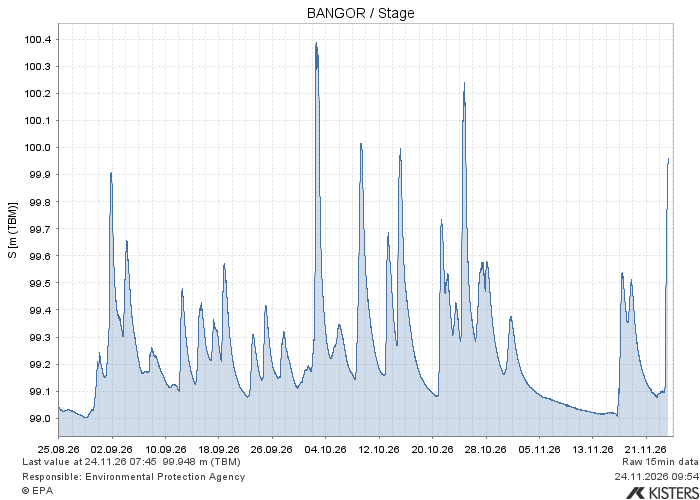 BANGOR / Stage
S [m (TBM)]
100.4
100.3
100.2
100.1
100.0
99.9
99.8
99.7
99.6
99.5
99.4
99.3
99.2
99.1
99.0
25.08.26 02.09.26 10.09.26 18.09.26 26.09.26 04.10.26 12.10.26 20.10.26 28.10.26 05.11.26 13.11.26 21.11.26
Last value at 24.11.26 07:45 99.948 m (TBM) Raw 15min data
Responsible: Environmental Protection Agency 24.11.2026 09:54
© EPA KISTERS